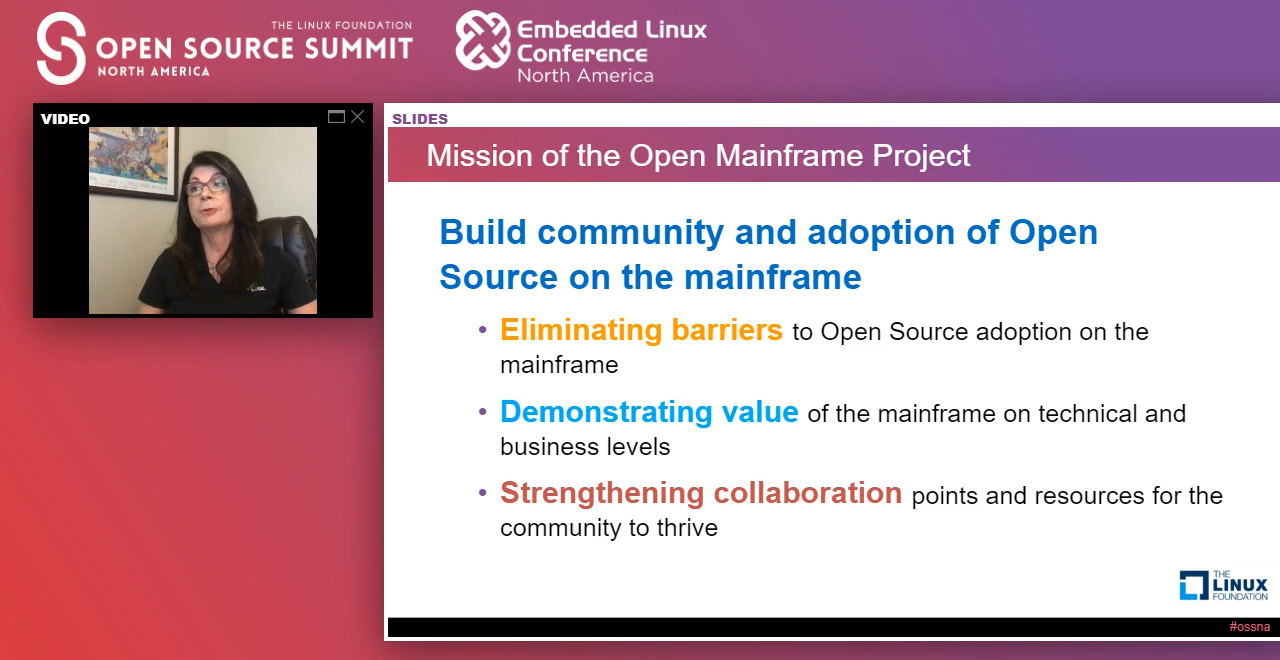 THE LINUX FOUNDATION
OPEN SOURCE SUMMIT
NORTH AMERICA
Embedded Linux
Conference
North America
VIDEO
SLIDES
Mission of the Open Mainframe Project
Build community and adoption of Open
Source on the mainframe
• Eliminating barriers to Open Source adoption on the
mainframe
• Demonstrating value of the mainframe on technical and
business levels
• Strengthening collaboration points and resources for the
community to thrive
THE
LINUX
FOUNDATION
#ossna